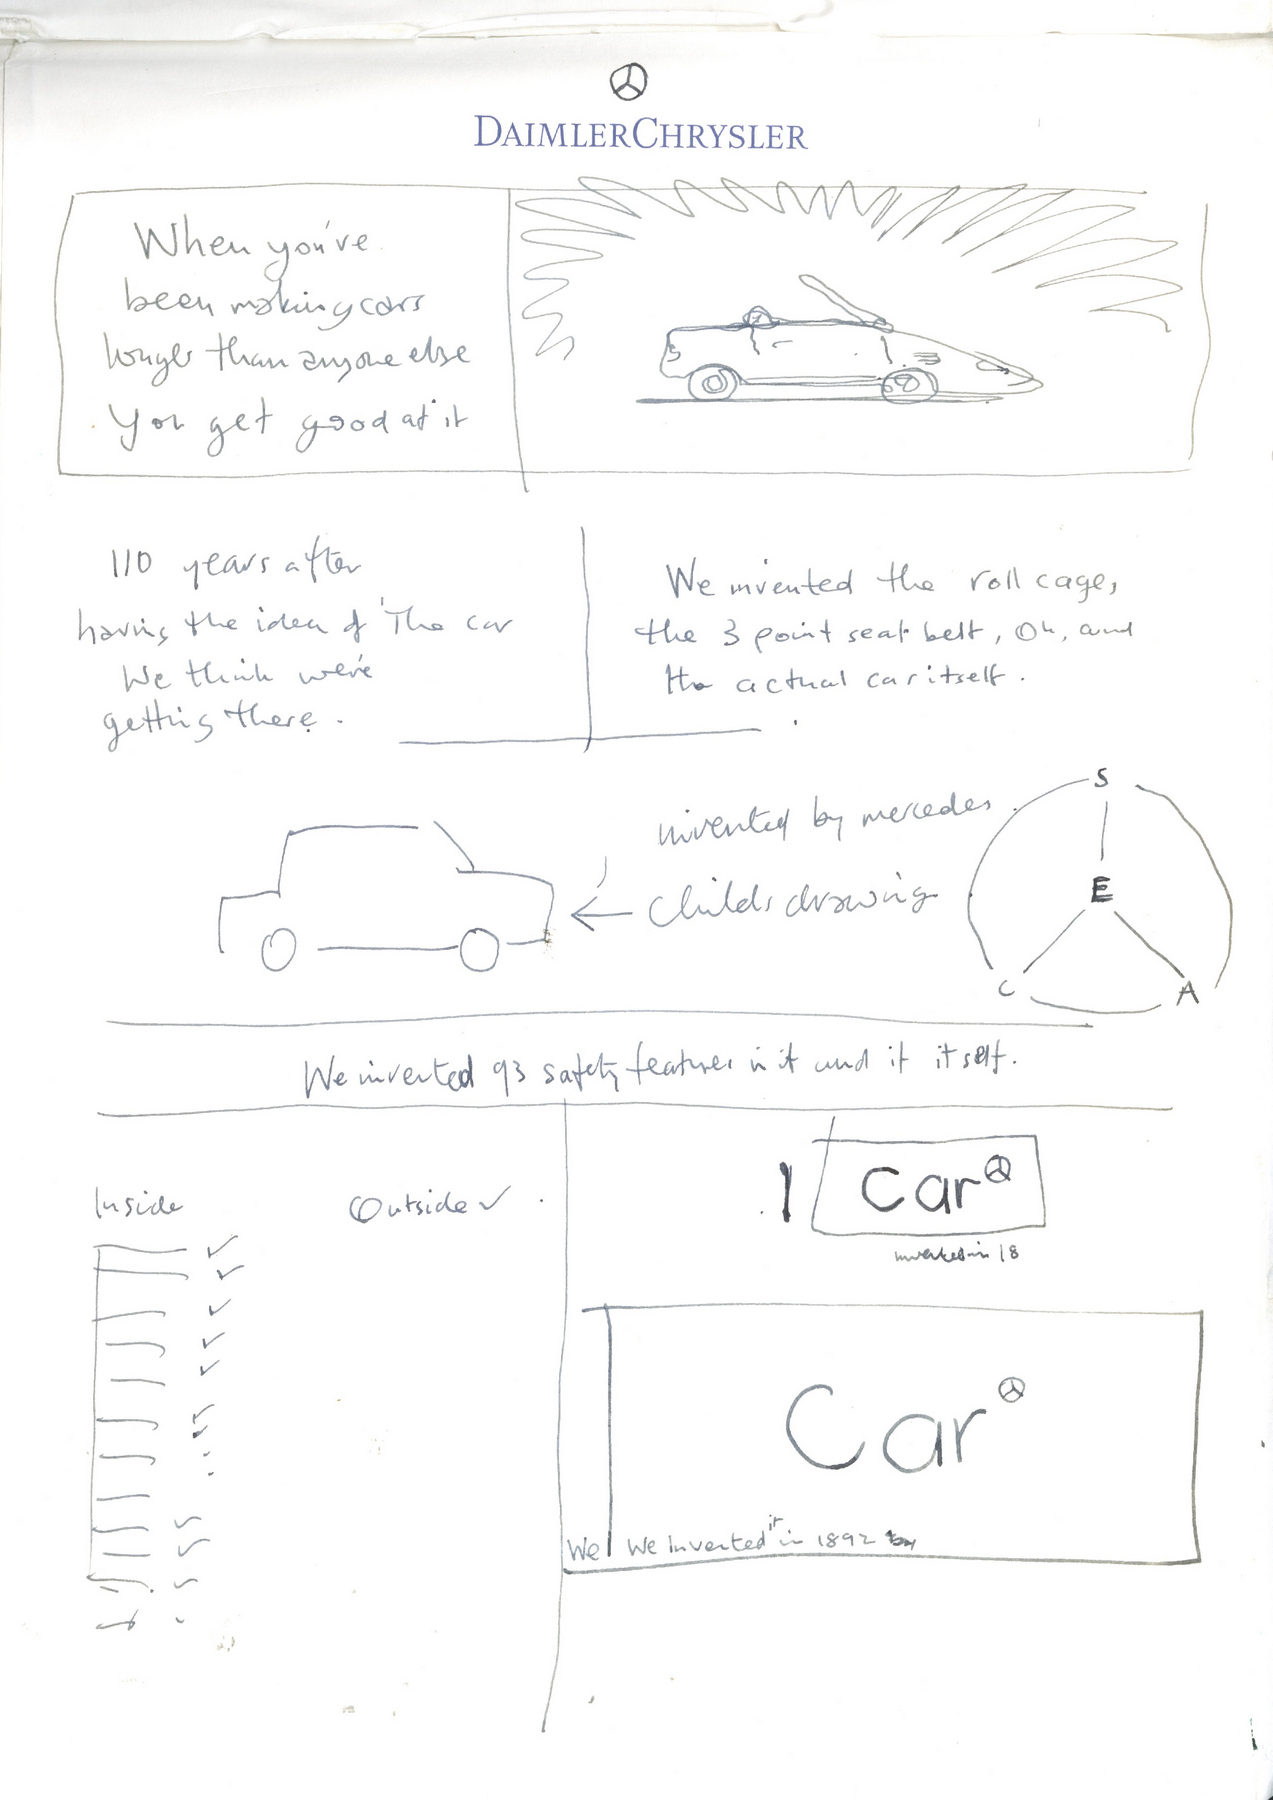 DAIMLERCHRYSLER
When you've
been making cars
longer than anyone else
You get good at it
110 years after
having the idea of 'The car
We think we're
getting there.
We invented the roll cage,
the 3 point seat belt, Oh, and
the actual car itself.
invented by mercedes
Childs drawing
S
E
C
A
We invented 93 safety features in it and it itself.
Inside
Outside ✓
1
Car
invented in 18
Car
We
We Invented it in 1892